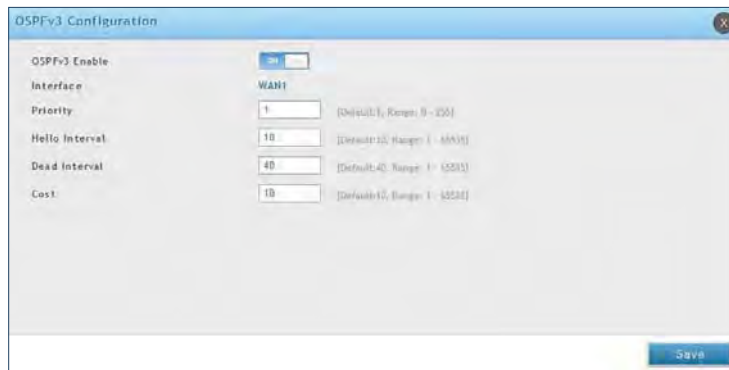 OSPFv3 Configuration
X
OSPFv3 Enable ON
Interface WAN1
Priority 1 [Default:1, Range: 0 - 255]
Hello Interval 10 [Default:10, Range: 1 - 65535]
Dead Interval 40 [Default:40, Range: 1 - 65535]
Cost 10 [Default:10, Range: 1 - 65535]
Save